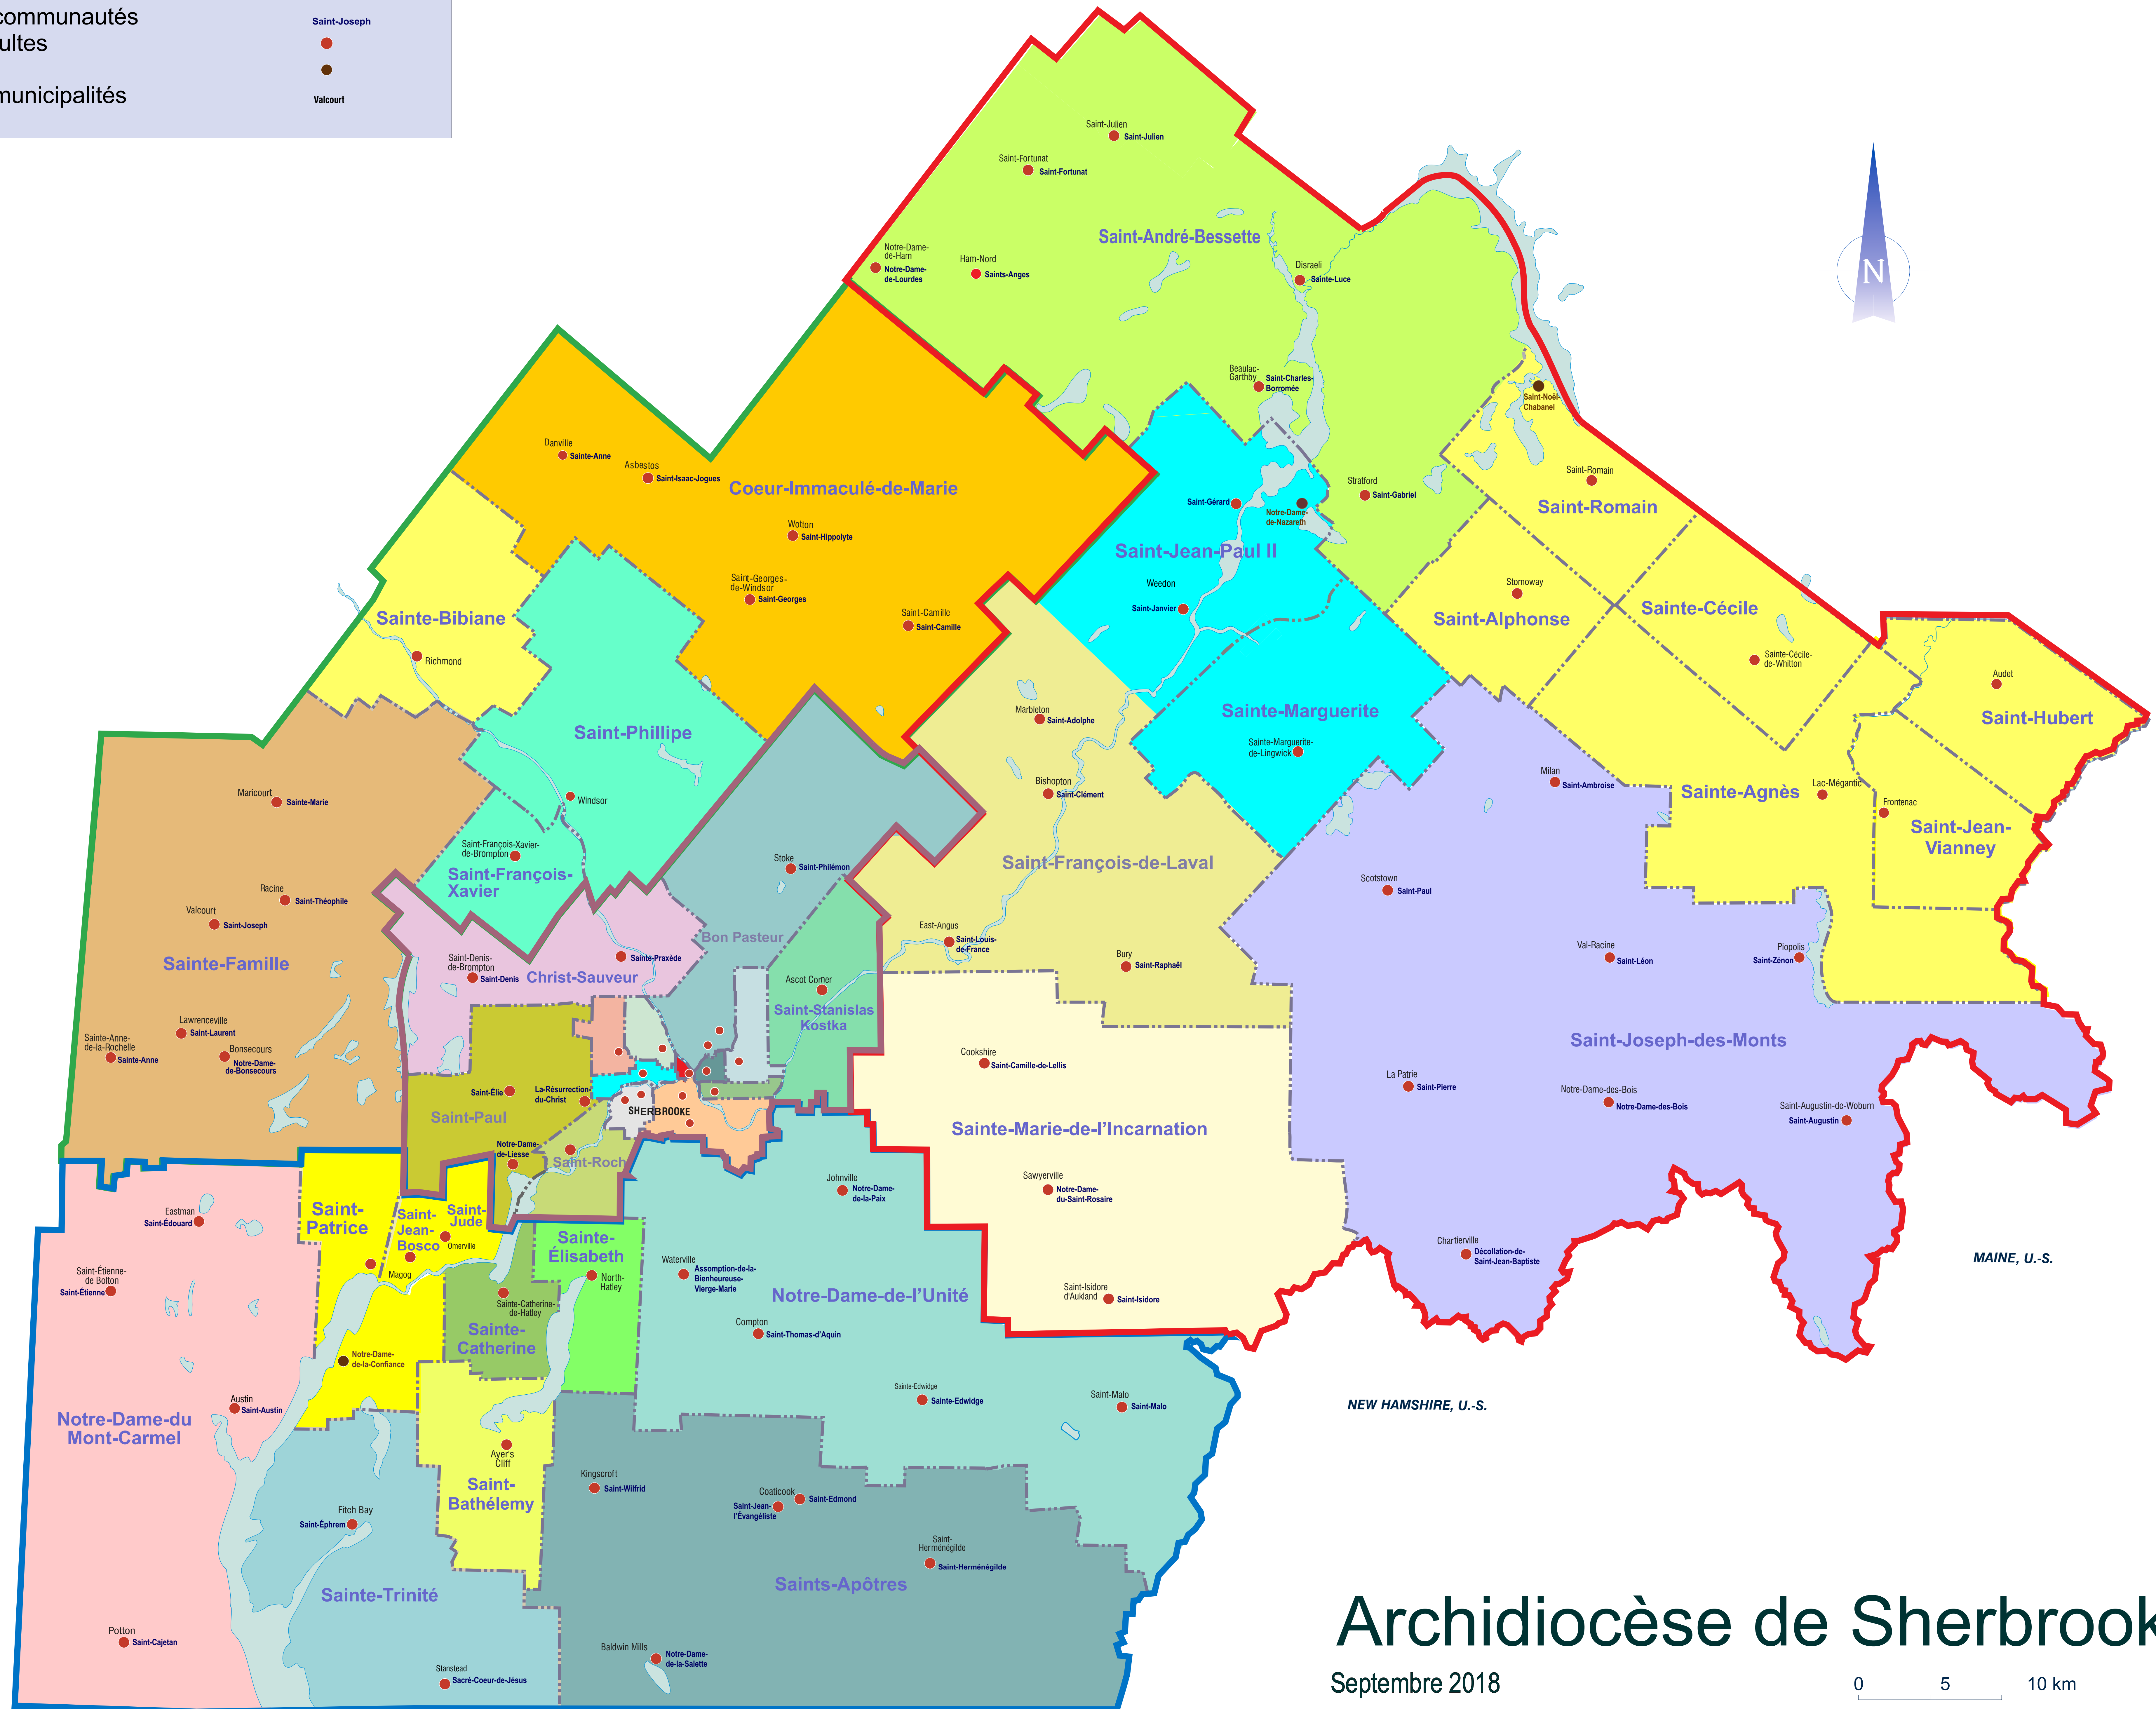 communautés
Saint-Joseph
ultes
municipalités
Valcourt
Saint-Julien
Saint-Julien
Saint-Fortunat
Saint-Fortunat
Saint-André-Bessette
Notre-Dame-
de-Ham
Notre-Dame-
de-Lourdes
Ham-Nord
Saints-Anges
Disraeli
Sainte-Luce
N
Beaulac-
Garthby
Saint-Charles-
Borromée
Saint-Noël-
Chabanel
Danville
Sainte-Anne
Asbestos
Saint-Isaac-Jogues
Coeur-Immaculé-de-Marie
Wotton
Saint-Hippolyte
Saint-Georges-
de-Windsor
Saint-Georges
Saint-Camille
Saint-Camille
Saint-Gérard
Notre-Dame-
de-Nazareth
Stratford
Saint-Gabriel
Saint-Romain
Saint-Romain
Saint-Jean-Paul II
Weedon
Saint-Janvier
Stornoway
Saint-Alphonse
Sainte-Cécile
Sainte-Cécile-
de-Whitton
Sainte-Bibiane
Richmond
Audet
Saint-Hubert
Marbleton
Saint-Adolphe
Sainte-Marguerite
Sainte-Marguerite-
de-Lingwick
Saint-Phillipe
Windsor
Bishopton
Saint-Clément
Milan
Saint-Ambroise
Sainte-Agnès
Lac-Mégantic
Frontenac
Saint-Jean-
Vianney
Maricourt
Sainte-Marie
Saint-François-Xavier-
de-Brompton
Saint-François-
Xavier
Stoke
Saint-Philémon
Saint-François-de-Laval
Scotstown
Saint-Paul
Racine
Saint-Théophile
Valcourt
Saint-Joseph
Sainte-Famille
East-Angus
Saint-Louis-
de-France
Bury
Saint-Raphaël
Bon Pasteur
Sainte-Praxède
Saint-Denis-
de-Brompton
Saint-Denis
Christ-Sauveur
Val-Racine
Saint-Léon
Piopolis
Saint-Zénon
Ascot Corner
Saint-Stanislas
Kostka
Lawrenceville
Saint-Laurent
Sainte-Anne-
de-la-Rochelle
Sainte-Anne
Bonsecours
Notre-Dame-
de-Bonsecours
Saint-Joseph-des-Monts
Cookshire
Saint-Camille-de-Lellis
La Patrie
Saint-Pierre
Notre-Dame-des-Bois
Notre-Dame-des-Bois
Saint-Augustin-de-Woburn
Saint-Augustin
Saint-Élie
La-Résurrection-
du-Christ
SHERBROOKE
Saint-Paul
Sainte-Marie-de-l'Incarnation
Notre-Dame-
de-Liesse
Saint-Roch
Johnville
Notre-Dame-
de-la-Paix
Sawyerville
Notre-Dame-
du-Saint-Rosaire
Eastman
Saint-Édouard
Saint-
Patrice
Saint-
Jean-
Bosco
Saint-
Jude
Omerville
Magog
Sainte-
Élisabeth
North-
Hatley
Waterville
Assomption-de-la-
Bienheureuse-
Vierge-Marie
Notre-Dame-de-l'Unité
Chartierville
Décollation-de-
Saint-Jean-Baptiste
MAINE, U.-S.
Saint-Étienne-
de Bolton
Saint-Étienne
Saint-Isidore
d'Aukland
Saint-Isidore
Sainte-Catherine-
de-Hatley
Sainte-
Catherine
Compton
Saint-Thomas-d'Aquin
Notre-Dame-
de-la-Confiance
Austin
Saint-Austin
Sainte-Edwidge
Sainte-Edwidge
Saint-Malo
Saint-Malo
NEW HAMSHIRE, U.-S.
Notre-Dame-du
Mont-Carmel
Ayer's
Cliff
Saint-
Bathélemy
Kingscroft
Saint-Wilfrid
Coaticook
Saint-Edmond
Saint-Jean-
l'Évangéliste
Fitch Bay
Saint-Éphrem
Saint-
Herménégilde
Saint-Herménégilde
Sainte-Trinité
Saints-Apôtres
Potton
Saint-Cajetan
Baldwin Mills
Notre-Dame-
de-la-Salette
Stanstead
Sacré-Coeur-de-Jésus
Archidiocèse de Sherbrook
Septembre 2018
0 5 10 km